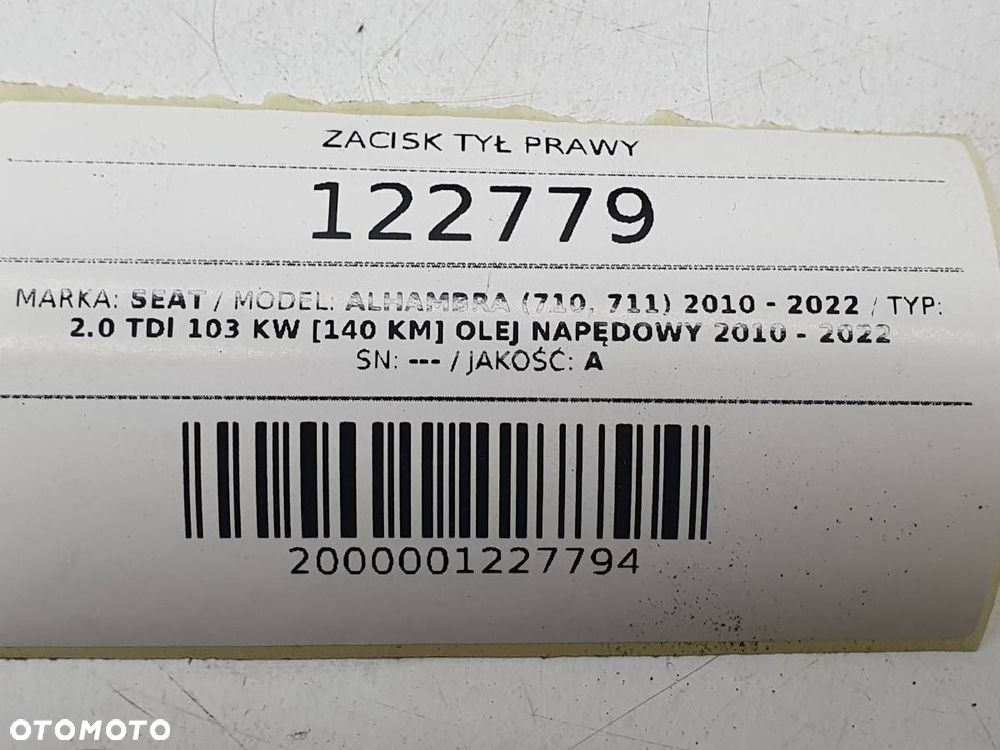 ZACISK TYŁ PRAWY
122779
MARKA: SEAT / MODEL: ALHAMBRA (710, 711) 2010 - 2022 / TYP:
2.0 TDI 103 KW [140 KM] OLEJ NAPĘDOWY 2010 - 2022
SN: --- / JAKOŚĆ: A
2000001227794
OTOMOTO